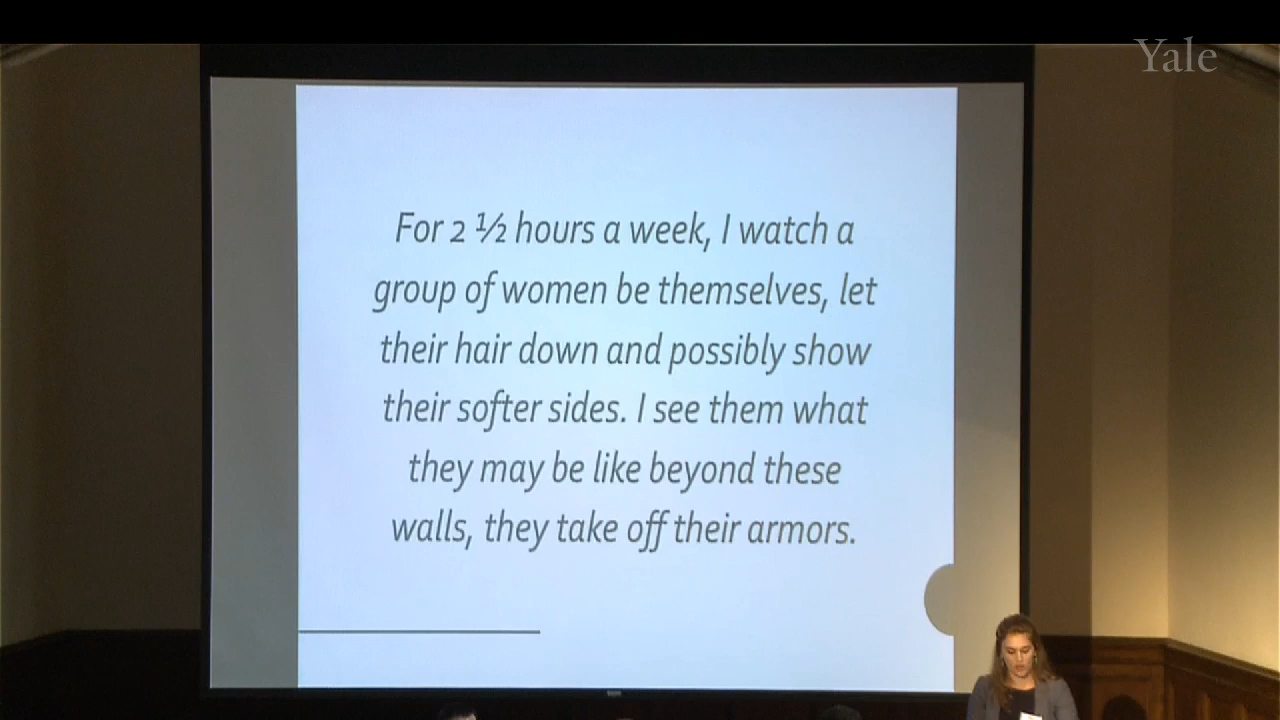 Yale
For 2 ½ hours a week, I watch a
group of women be themselves, let
their hair down and possibly show
their softer sides. I see them what
they may be like beyond these
walls, they take off their armors.